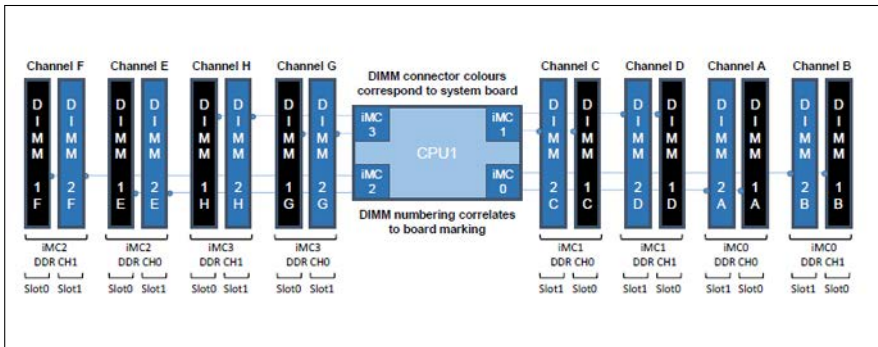 Channel F Channel E Channel H Channel G Channel C Channel D Channel A Channel B
DIMM connector colours
correspond to system board
DIMM 1F DIMM 2F DIMM 1E DIMM 2E DIMM 1H DIMM 2H DIMM 1G DIMM 2G
iMC 3 iMC 1
CPU1
iMC 2 iMC 0
DIMM 2C DIMM 1C DIMM 2D DIMM 1D DIMM 2A DIMM 1A DIMM 2B DIMM 1B
DIMM numbering correlates
to board marking
iMC2 iMC2 iMC3 iMC3 iMC1 iMC1 iMC0 iMC0
DDR CH1 DDR CH0 DDR CH1 DDR CH0 DDR CH0 DDR CH1 DDR CH0 DDR CH1
Slot0 Slot1 Slot0 Slot1 Slot0 Slot1 Slot0 Slot1 Slot1 Slot0 Slot1 Slot0 Slot1 Slot0 Slot1 Slot0